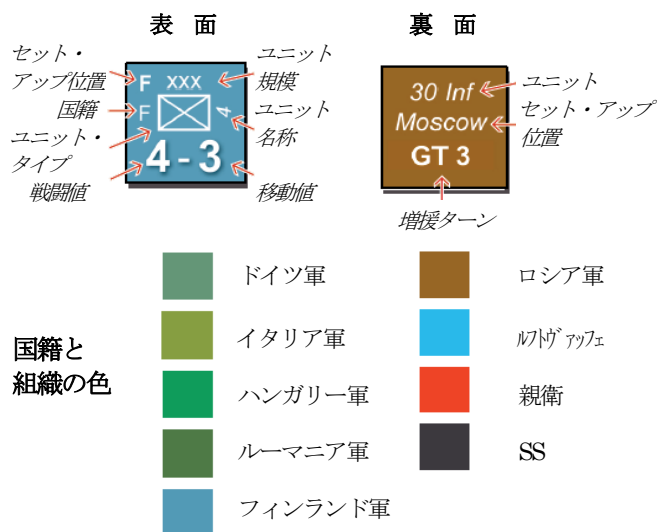 表 面
裏 面
セット・
アップ位置
国籍
ユニット・
タイプ
戦闘値
F XXX
F 4
4-3
ユニット
規模
ユニット
名称
移動値
30 Inf
Moscow
GT 3
ユニット
セット・アップ
位置
増援ターン
国籍と
組織の色
ドイツ軍
イタリア軍
ハンガリー軍
ルーマニア軍
フィンランド軍
ロシア軍
ﾙﾌﾄヴァッフェ
親衛
SS